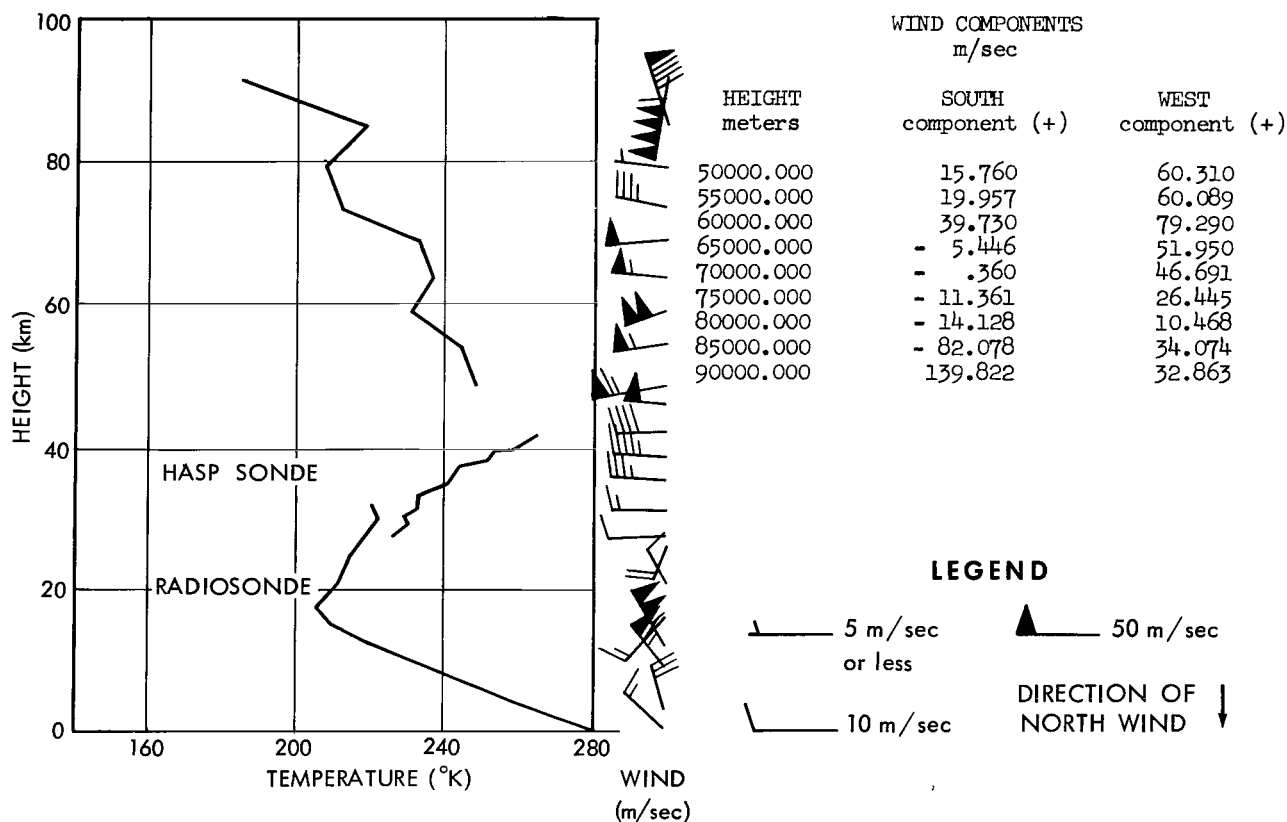 WIND COMPONENTS
m/sec
HEIGHT meters
SOUTH component (+)
WEST component (+)
50000.000 15.760 60.310
55000.000 19.957 60.089
60000.000 39.730 79.290
65000.000 - 5.446 51.950
70000.000 - .360 46.691
75000.000 - 11.361 26.445
80000.000 - 14.128 10.468
85000.000 - 82.078 34.074
90000.000 139.822 32.863
100
80
60
40
20
0
HEIGHT (km)
HASP SONDE
RADIOSONDE
160 200 240 280
TEMPERATURE (°K)
WIND
(m/sec)
LEGEND
5 m/sec
or less
50 m/sec
10 m/sec
DIRECTION OF
NORTH WIND